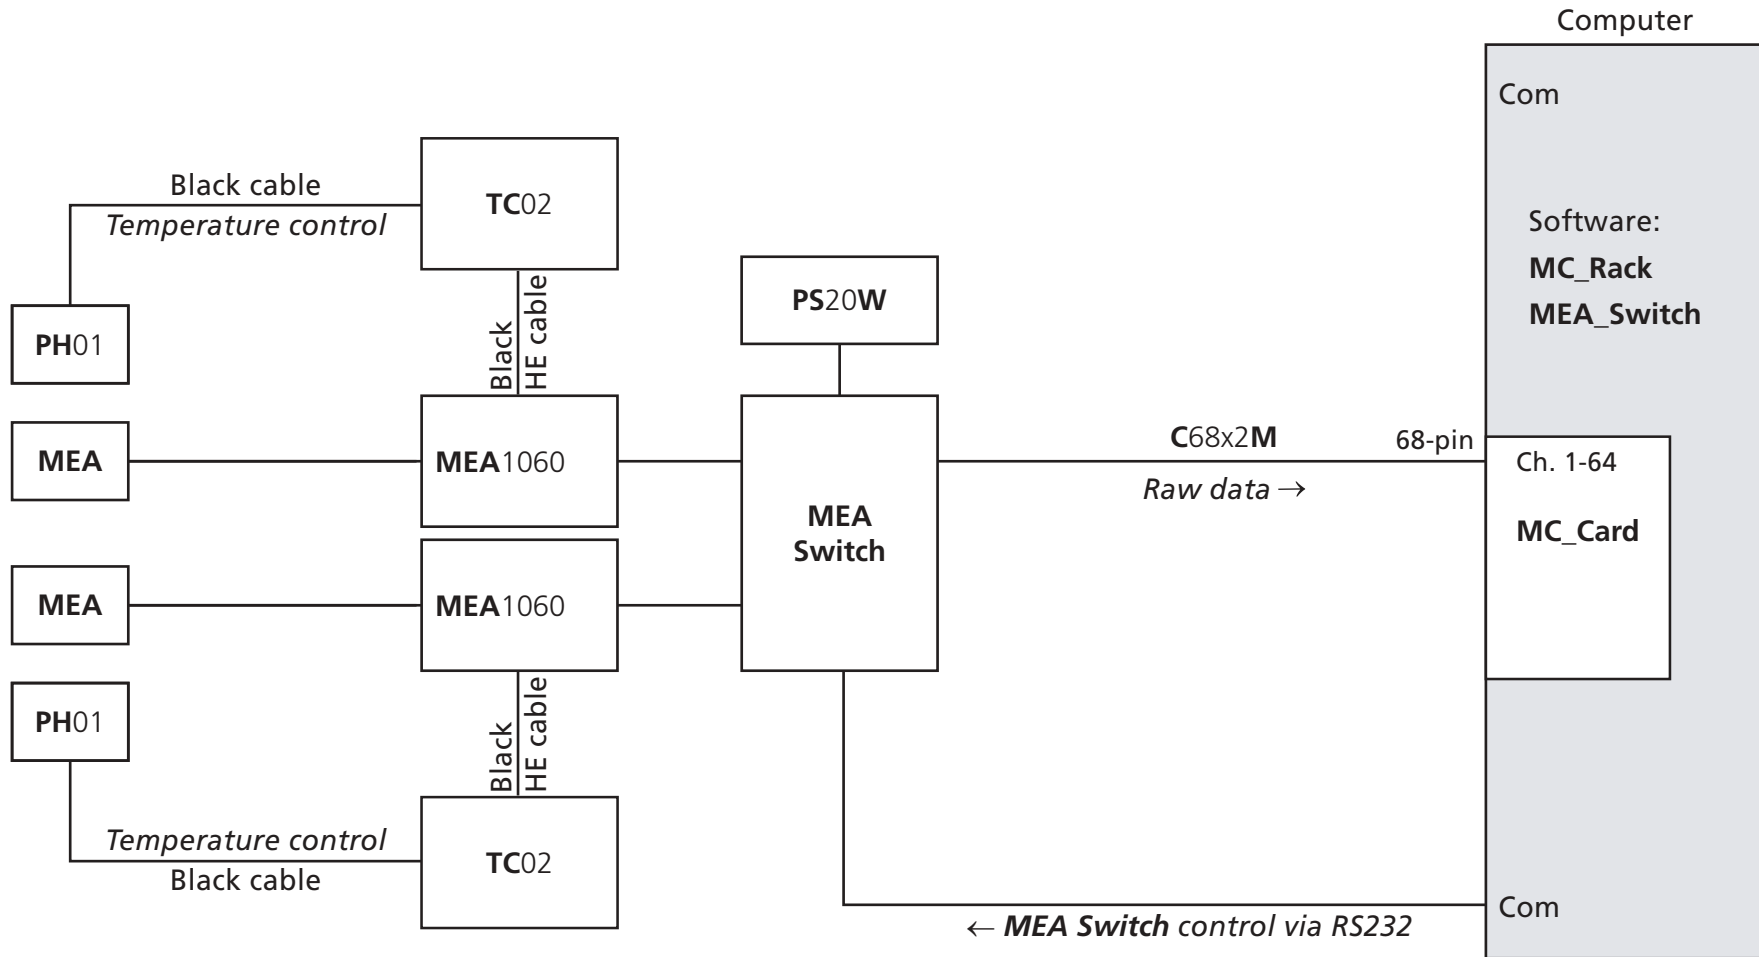 Computer
Com
Black cable
Temperature control
TC02
Software:
MC_Rack
MEA_Switch
PS20W
Black
HE cable
PH01
C68x2M
68-pin
Raw data →
Ch. 1-64
MC_Card
MEA
MEA1060
MEA
Switch
MEA
MEA1060
PH01
Black
HE cable
Temperature control
Black cable
TC02
Com
← MEA Switch control via RS232